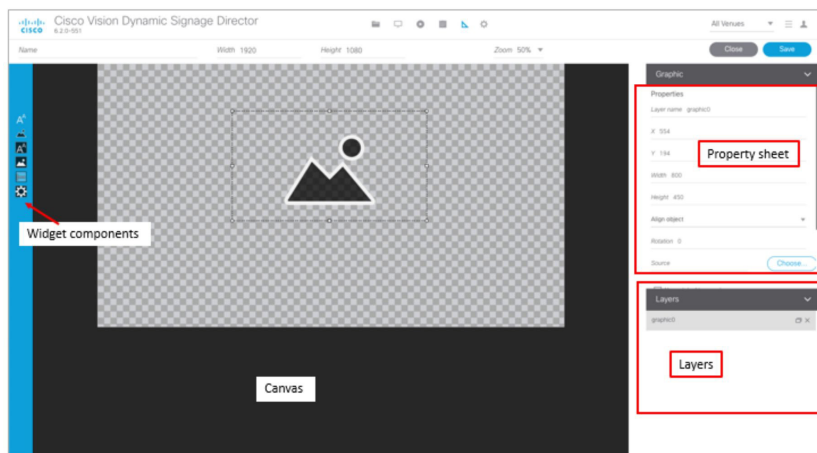 Cisco Vision Dynamic Signage Director
CISCO
6.2.0-551
All Venues
Name
Width 1920
Height 1080
Zoom 50%
Close
Save
Graphic
Properties
Layer name graphic0
X 554
Y 194
Property sheet
Width 800
Height 450
Align object
Rotation 0
Source
Choose...
Widget components
Layers
graphic0
Layers
Canvas